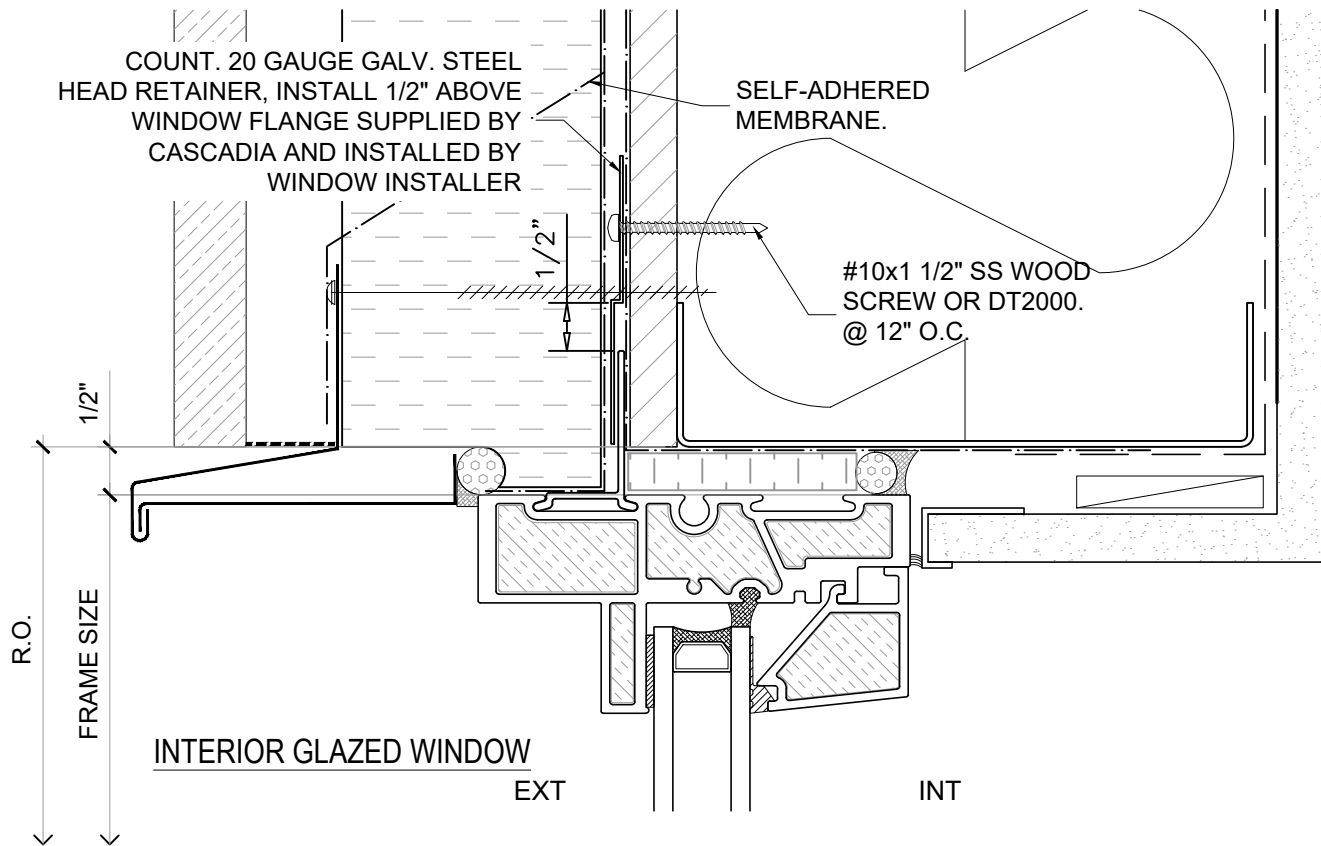 COUNT. 20 GAUGE GALV. STEEL
HEAD RETAINER, INSTALL 1/2" ABOVE
WINDOW FLANGE SUPPLIED BY
CASCADIA AND INSTALLED BY
WINDOW INSTALLER
SELF-ADHERED
MEMBRANE.
1/2"
#10x1 1/2" SS WOOD
SCREW OR DT2000.
@ 12" O.C.
1/2"
R.O.
FRAME SIZE
INTERIOR GLAZED WINDOW
EXT
INT